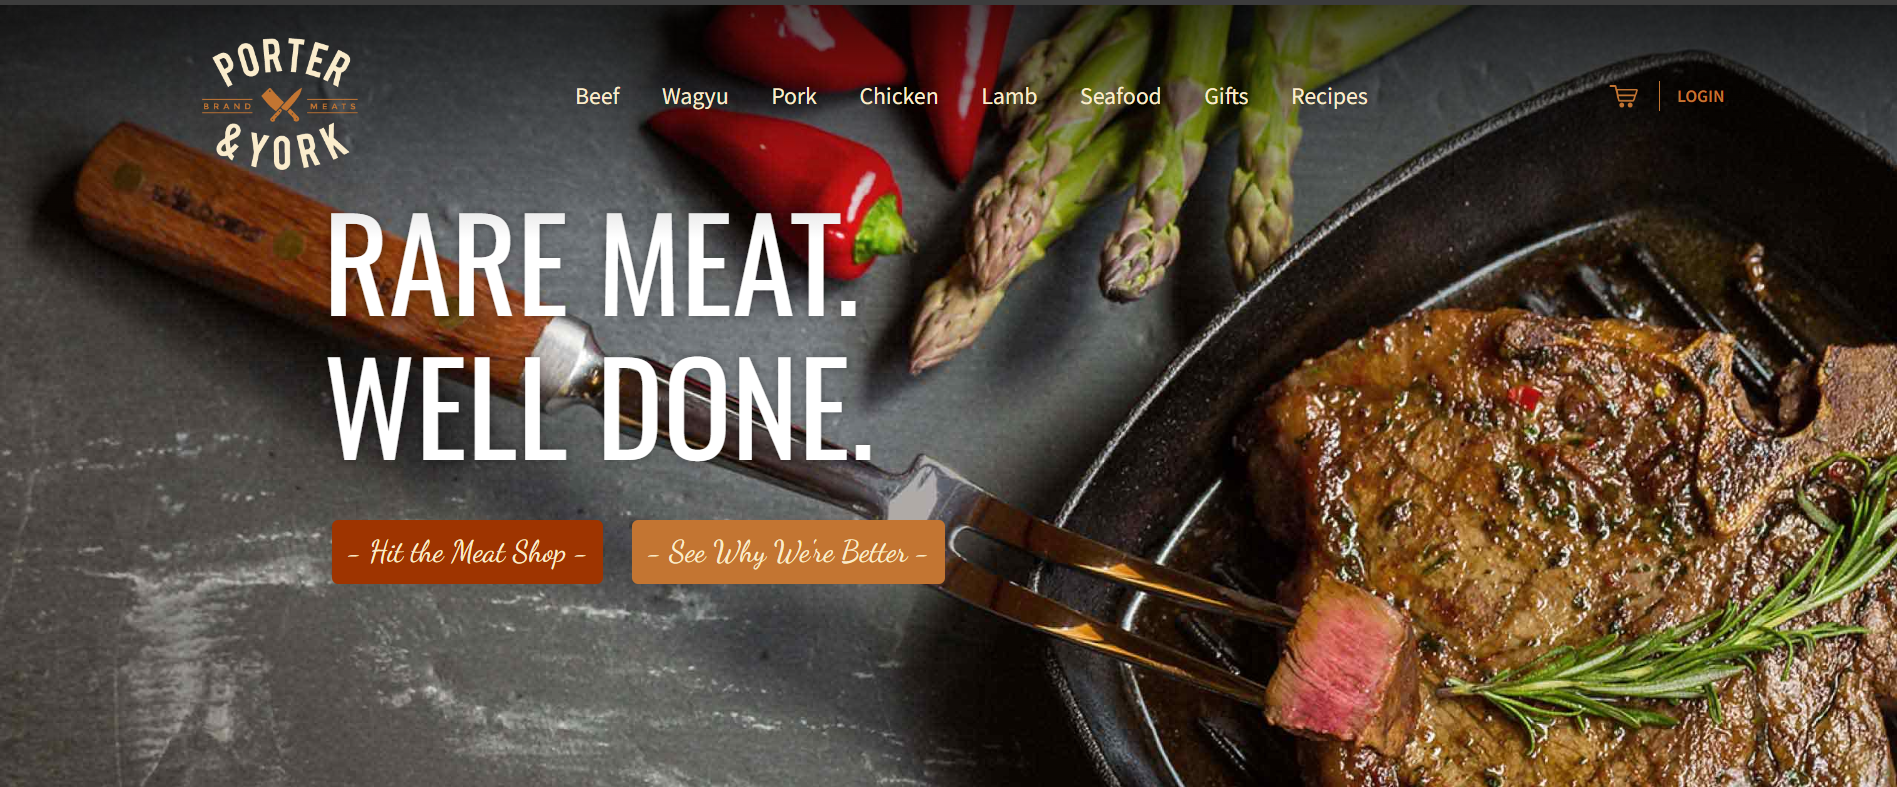 PORTER
BRAND MEATS
& YORK
Beef Wagyu Pork Chicken Lamb Seafood Gifts Recipes
LOGIN
RARE MEAT.
WELL DONE.
- Hit the Meat Shop -
- See Why We're Better -